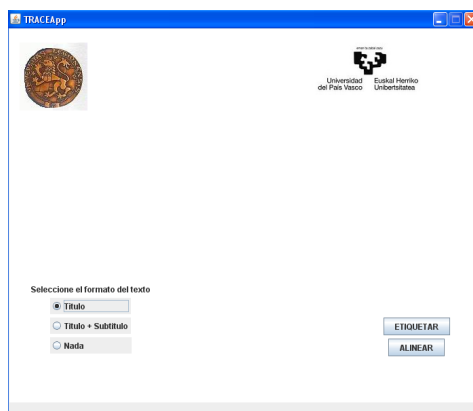 TRACEApp
Universidad Euskal Herriko
del País Vasco Unibertsitatea
Seleccione el formato del texto
Titulo
Titulo + Subtitulo
Nada
ETIQUETAR
ALINEAR